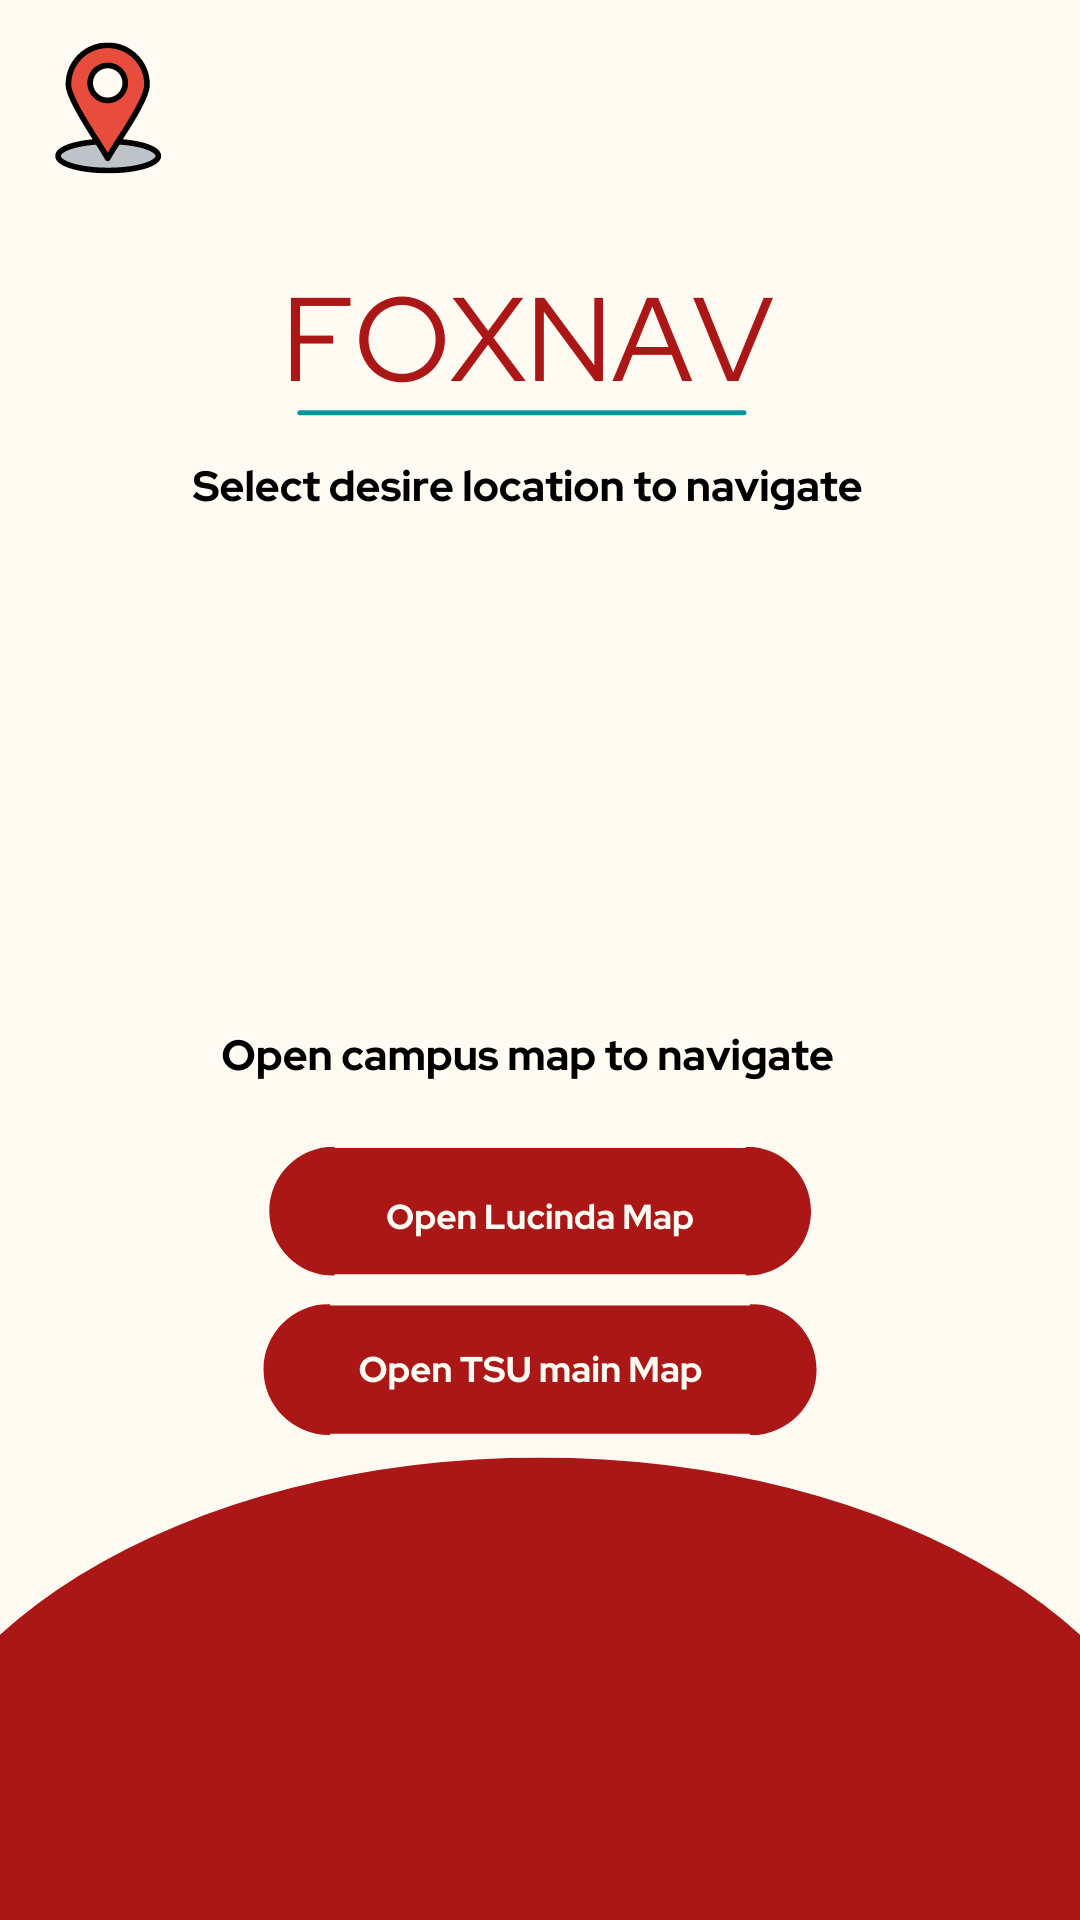 FOXNAV
Select desire location to navigate
Open campus map to navigate
Open Lucinda Map
Open TSU main Map